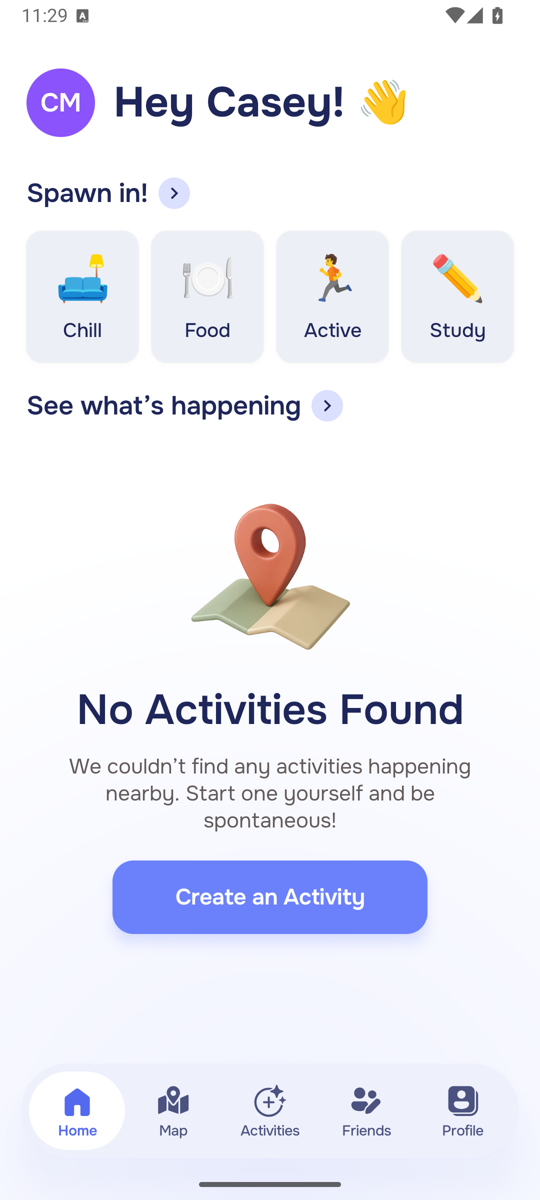 11:29
CM
Hey Casey! 👋
Spawn in!
Chill
Food
Active
Study
See what’s happening
No Activities Found
We couldn’t find any activities happening
nearby. Start one yourself and be
spontaneous!
Create an Activity
Home
Map
Activities
Friends
Profile